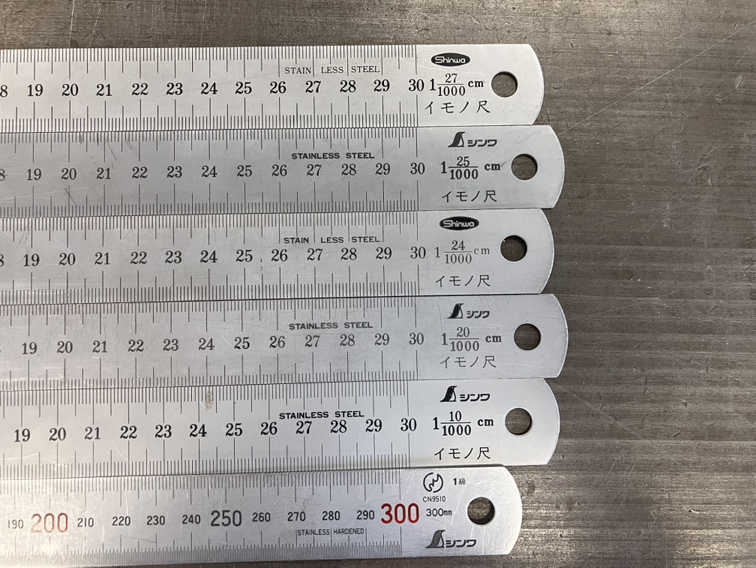 Shinwa
STAIN LESS STEEL
8 19 20 21 22 23 24 25 26 27 28 29 30 1 27/1000 cm
イモノ尺
シンワ
STAINLESS STEEL
8 19 20 21 22 23 24 25 26 27 28 29 30 1 25/1000 cm
イモノ尺
Shinwa
STAIN LESS STEEL
8 19 20 21 22 23 24 25 26 27 28 29 30 1 24/1000 cm
イモノ尺
シンワ
STAINLESS STEEL
19 20 21 22 23 24 25 26 27 28 29 30 1 20/1000 cm
イモノ尺
シンワ
STAINLESS STEEL
19 20 21 22 23 24 25 26 27 28 29 30 1 10/1000 cm
イモノ尺
1級
CN9510
190 200 210 220 230 240 250 260 270 280 290 300 300mm
STAINLESS HARDENED
シンワ